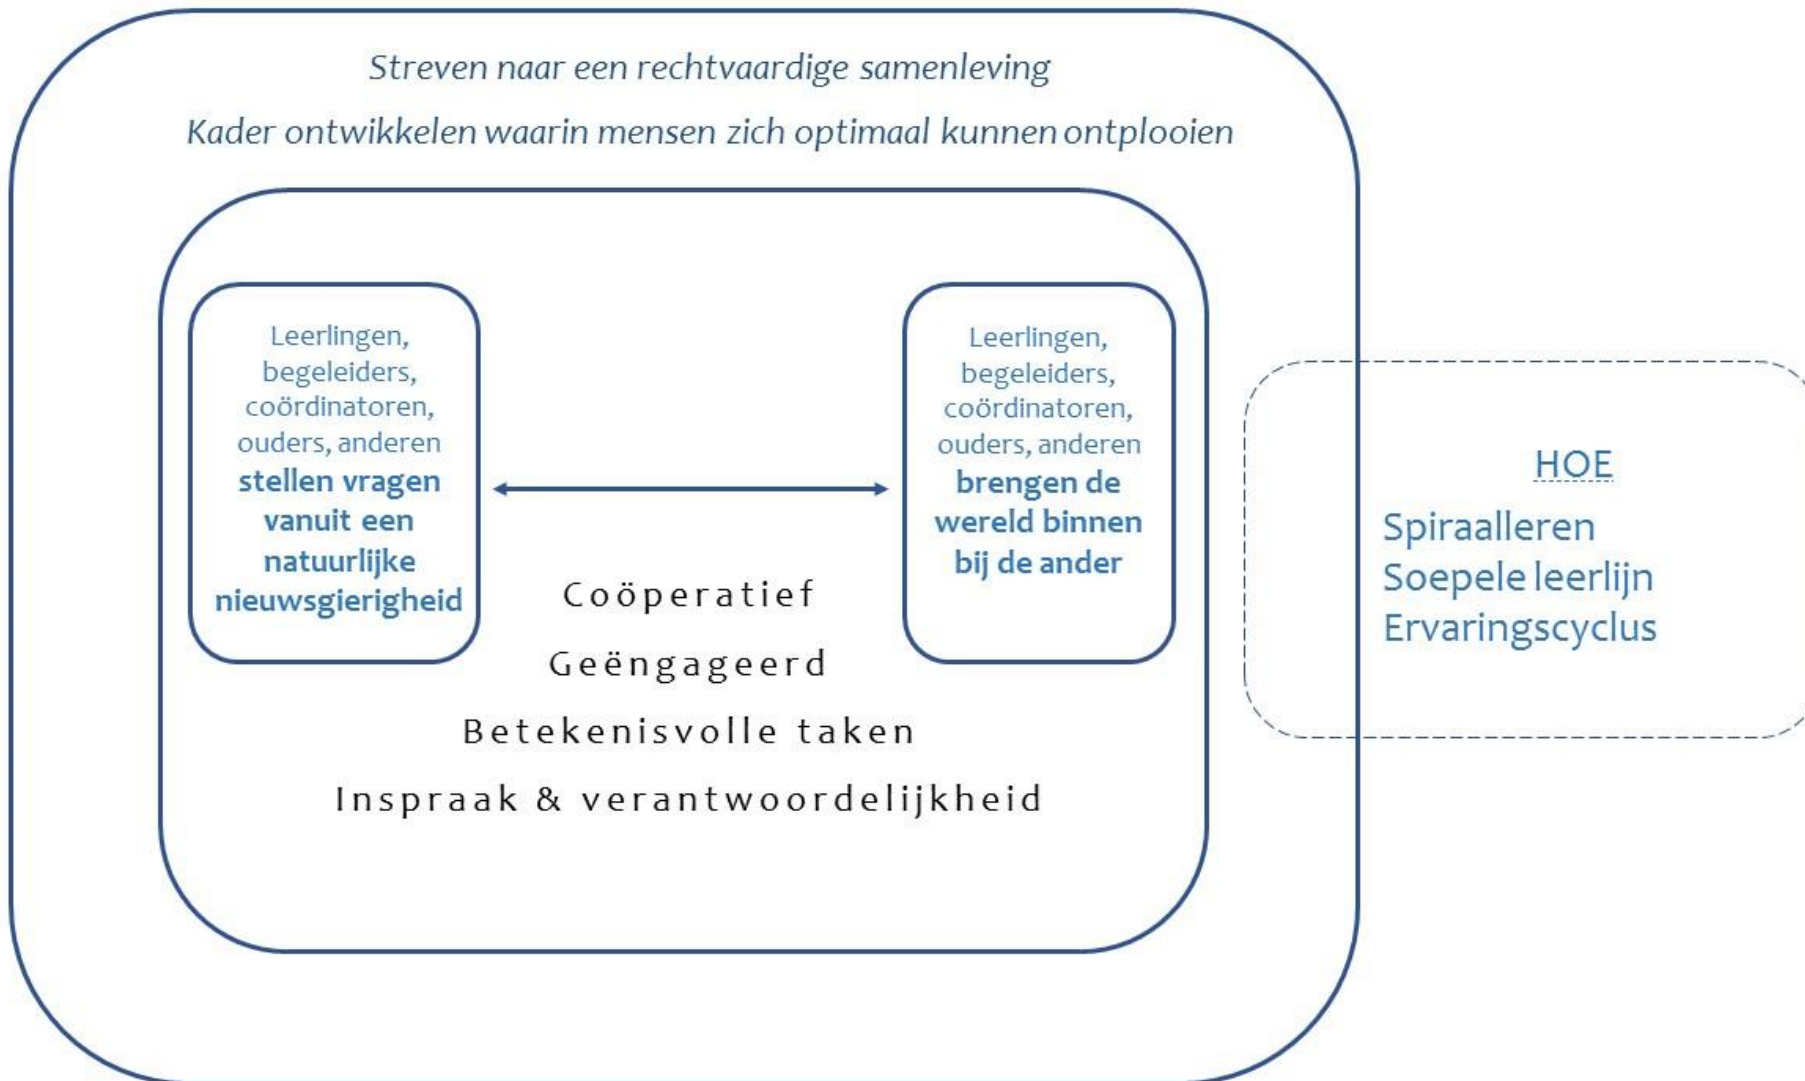 Streven naar een rechtvaardige samenleving
Kader ontwikkelen waarin mensen zich optimaal kunnen ontplooien
Leerlingen,
begeleiders,
coördinatoren,
ouders, anderen
stellen vragen
vanuit een
natuurlijke
nieuwsgierigheid
Leerlingen,
begeleiders,
coördinatoren,
ouders, anderen
brengen de
wereld binnen
bij de ander
Coöperatief
Geëngageerd
Betekenisvolle taken
Inspraak & verantwoordelijkheid
HOE
Spiraalleren
Soepele leerlijn
Ervaringscyclus